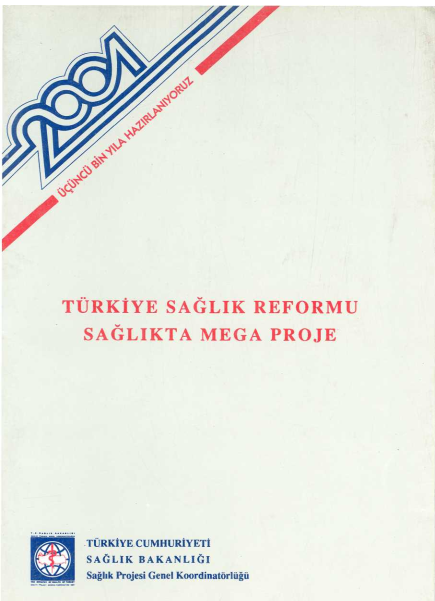 2001
ÜÇÜNCÜ BİN YILA HAZIRLANIYORUZ
TÜRKİYE SAĞLIK REFORMU
SAĞLIKTA MEGA PROJE
TÜRKİYE CUMHURİYETİ
SAĞLIK BAKANLIĞI
Sağlık Projesi Genel Koordinatörlüğü